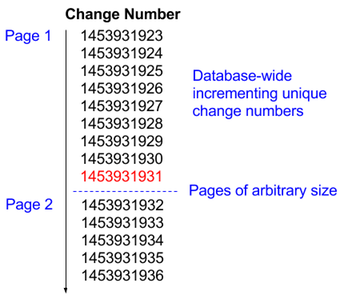 Change Number
Page 1
1453931923
1453931924
1453931925
1453931926
1453931927
1453931928
1453931929
1453931930
1453931931
Database-wide
incrementing unique
change numbers
Pages of arbitrary size
Page 2
1453931932
1453931933
1453931934
1453931935
1453931936